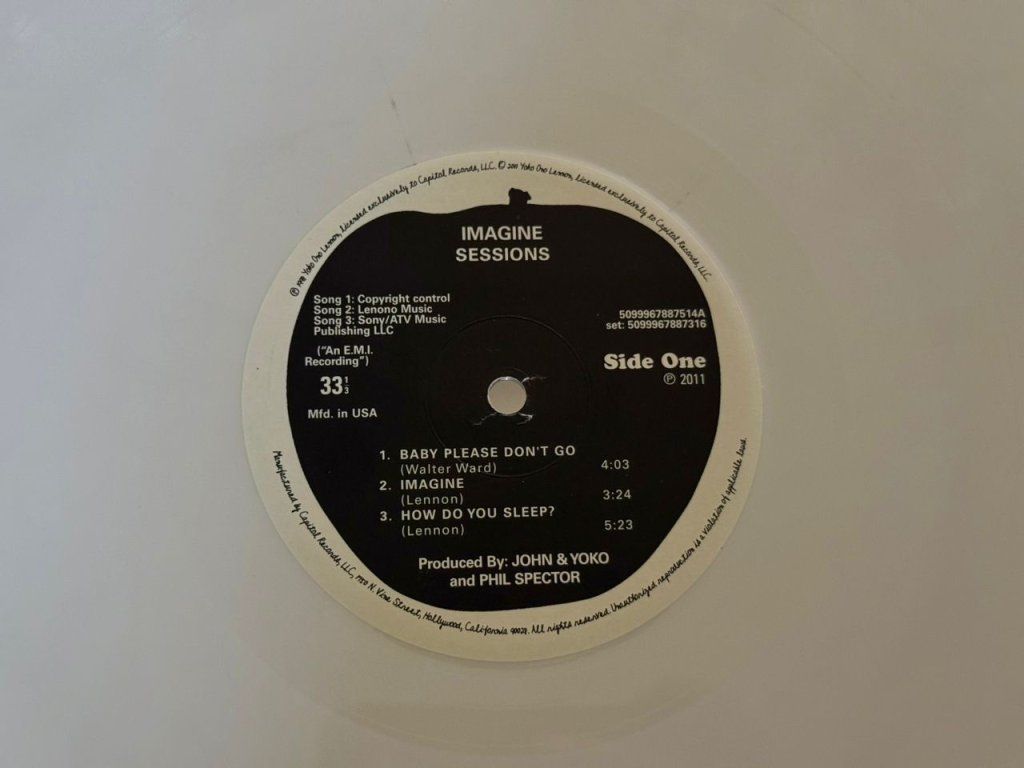 ℗ 1998 Yoko Ono Lennon, Licensed exclusively to Capitol Records, LLC. © 2011 Yoko Ono Lennon, Licensed exclusively to Capitol Records, LLC.
IMAGINE
SESSIONS
Song 1: Copyright control
Song 2: Lenono Music
Song 3: Sony/ATV Music
Publishing LLC
("An E.M.I.
Recording")
33 1/3
Mfd. in USA
5099967887514A
set: 5099967887316
Side One
℗ 2011
1. BABY PLEASE DON'T GO
(Walter Ward) 4:03
2. IMAGINE
(Lennon) 3:24
3. HOW DO YOU SLEEP?
(Lennon) 5:23
Produced By: JOHN & YOKO
and PHIL SPECTOR
Manufactured by Capitol Records, LLC, 1750 N. Vine Street, Hollywood, California 90028. All rights reserved. Unauthorized reproduction is a violation of applicable laws.